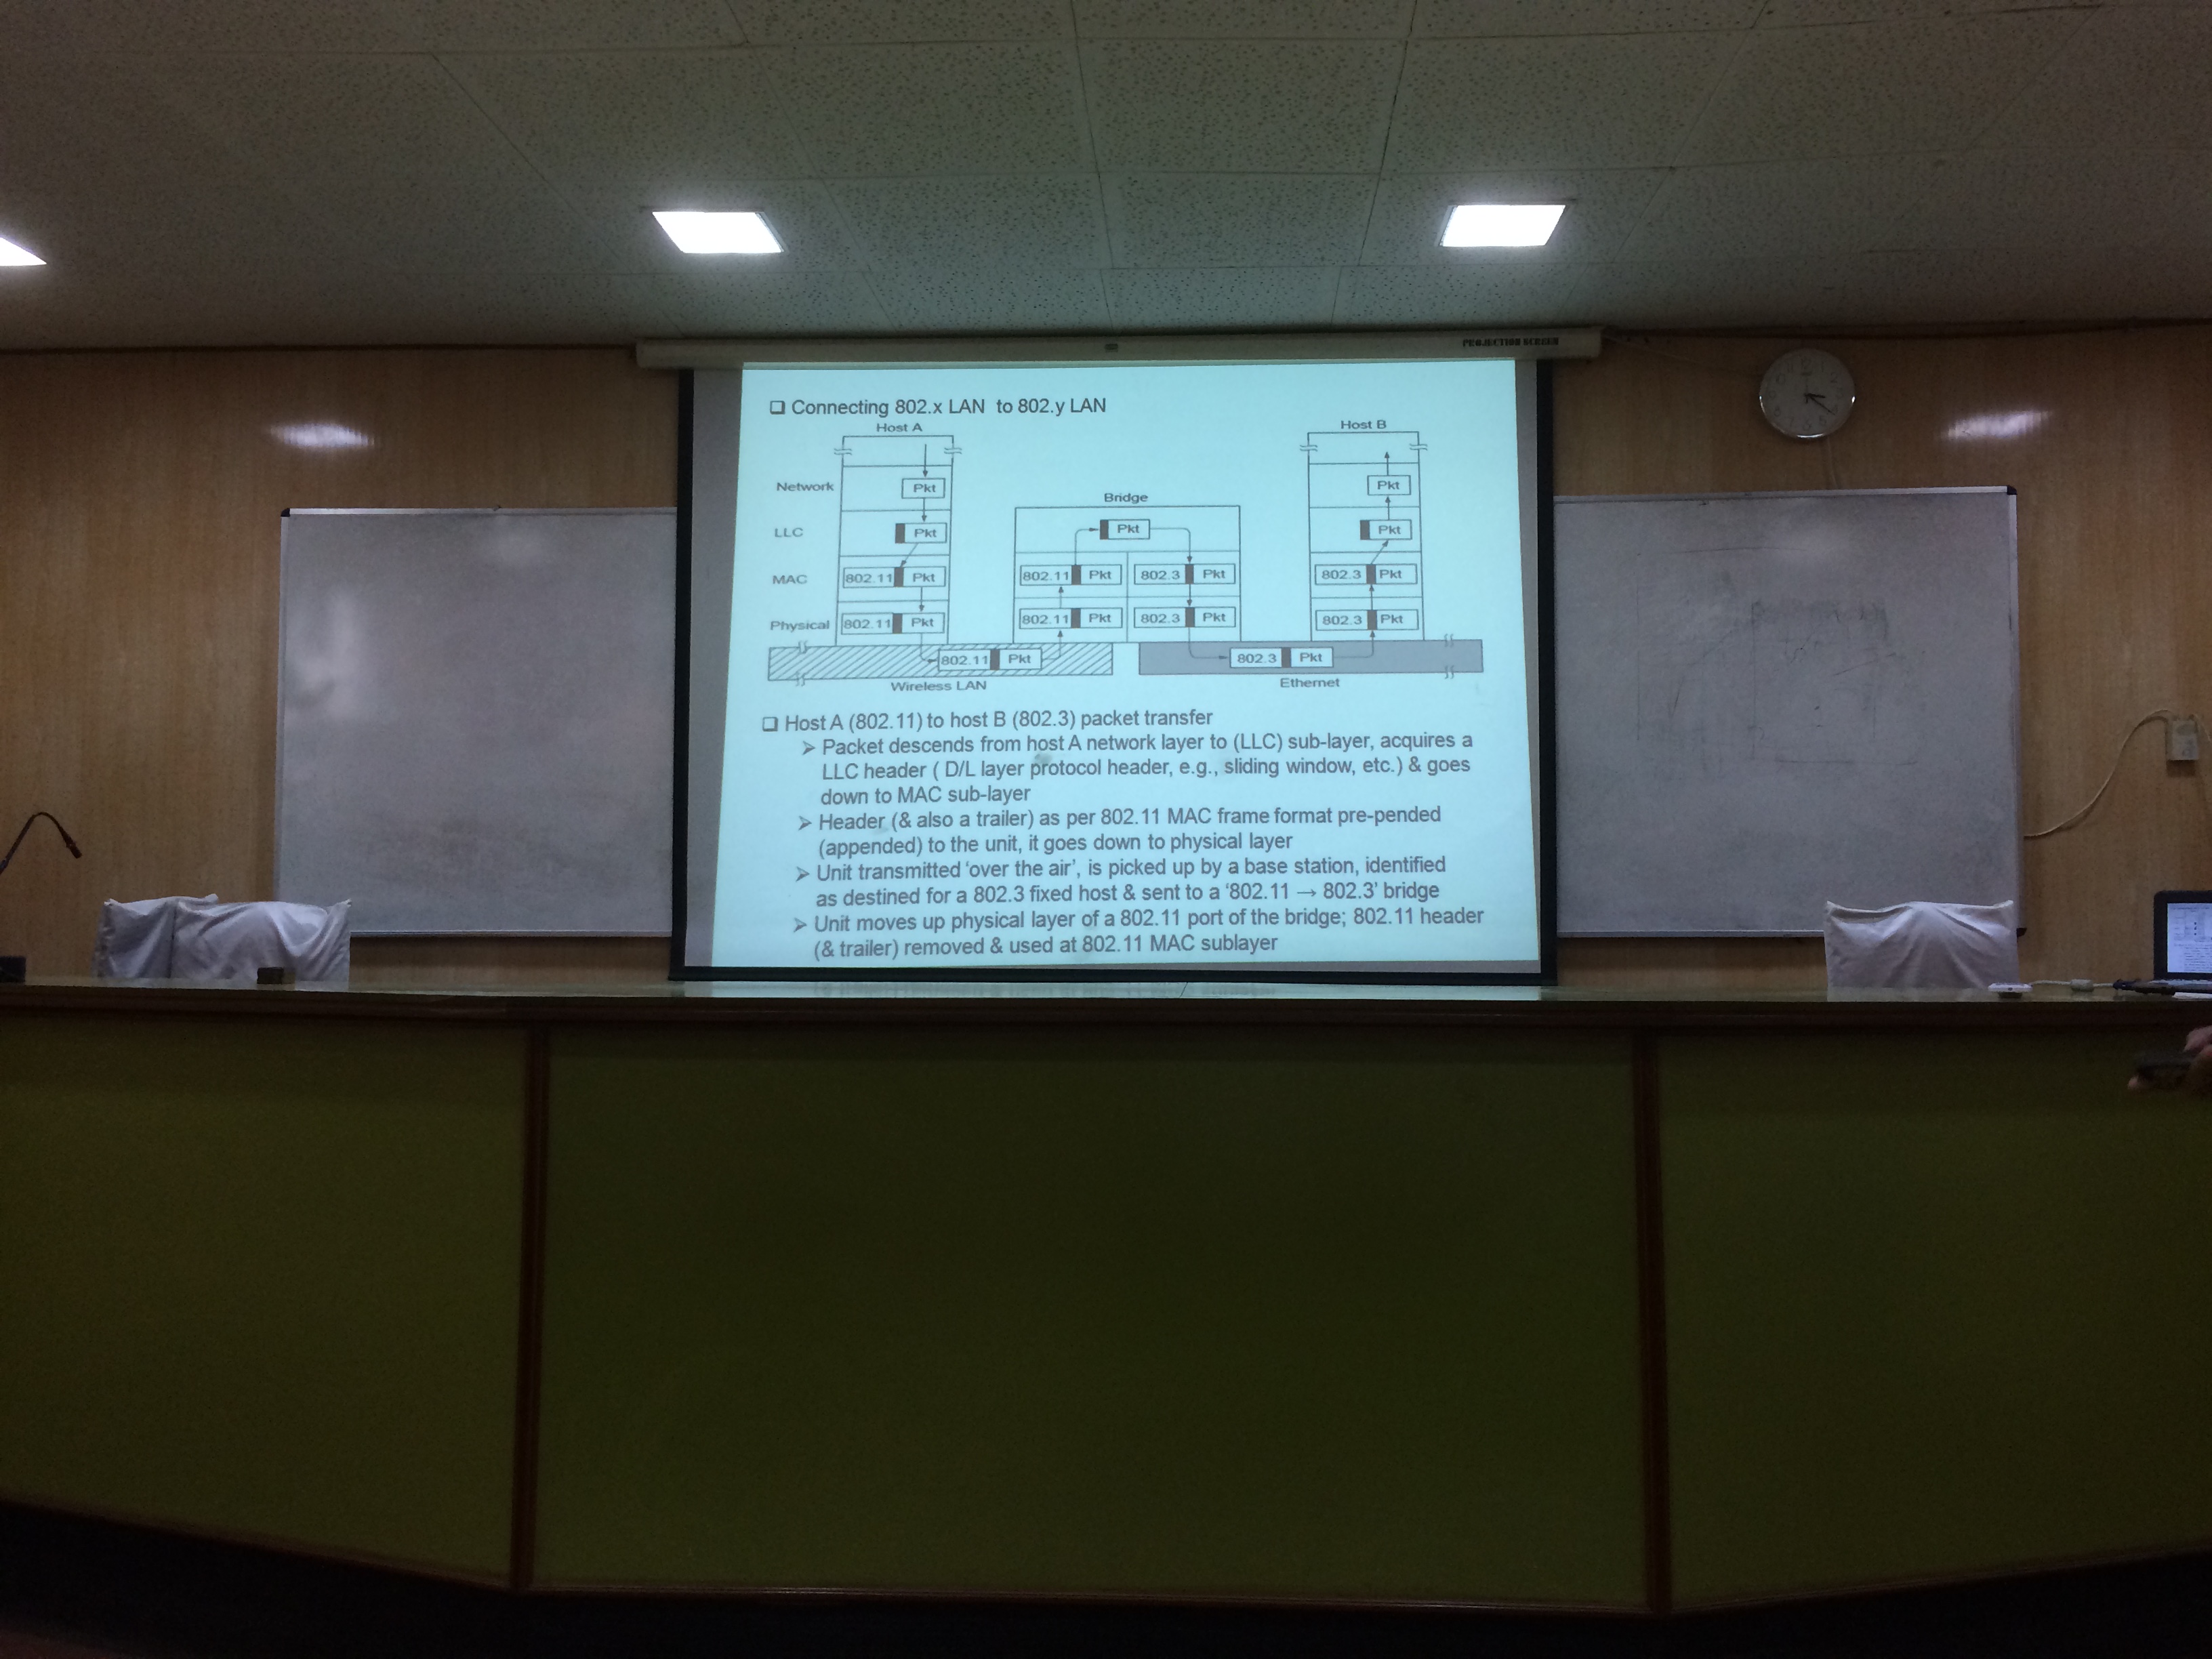 PROJECTION SCREEN
❑ Connecting 802.x LAN to 802.y LAN
Host A
Host B
Network
Pkt
Bridge
Pkt
LLC
Pkt
Pkt
Pkt
MAC
802.11 Pkt
802.11 Pkt
802.3 Pkt
802.3 Pkt
Physical
802.11 Pkt
802.11 Pkt
802.3 Pkt
802.3 Pkt
802.11 Pkt
802.3 Pkt
Wireless LAN
Ethernet
❑ Host A (802.11) to host B (802.3) packet transfer
➢ Packet descends from host A network layer to (LLC) sub-layer, acquires a
LLC header ( D/L layer protocol header, e.g., sliding window, etc.) & goes
down to MAC sub-layer
➢ Header (& also a trailer) as per 802.11 MAC frame format pre-pended
(appended) to the unit, it goes down to physical layer
➢ Unit transmitted ‘over the air’, is picked up by a base station, identified
as destined for a 802.3 fixed host & sent to a ‘802.11 → 802.3’ bridge
➢ Unit moves up physical layer of a 802.11 port of the bridge; 802.11 header
(& trailer) removed & used at 802.11 MAC sublayer